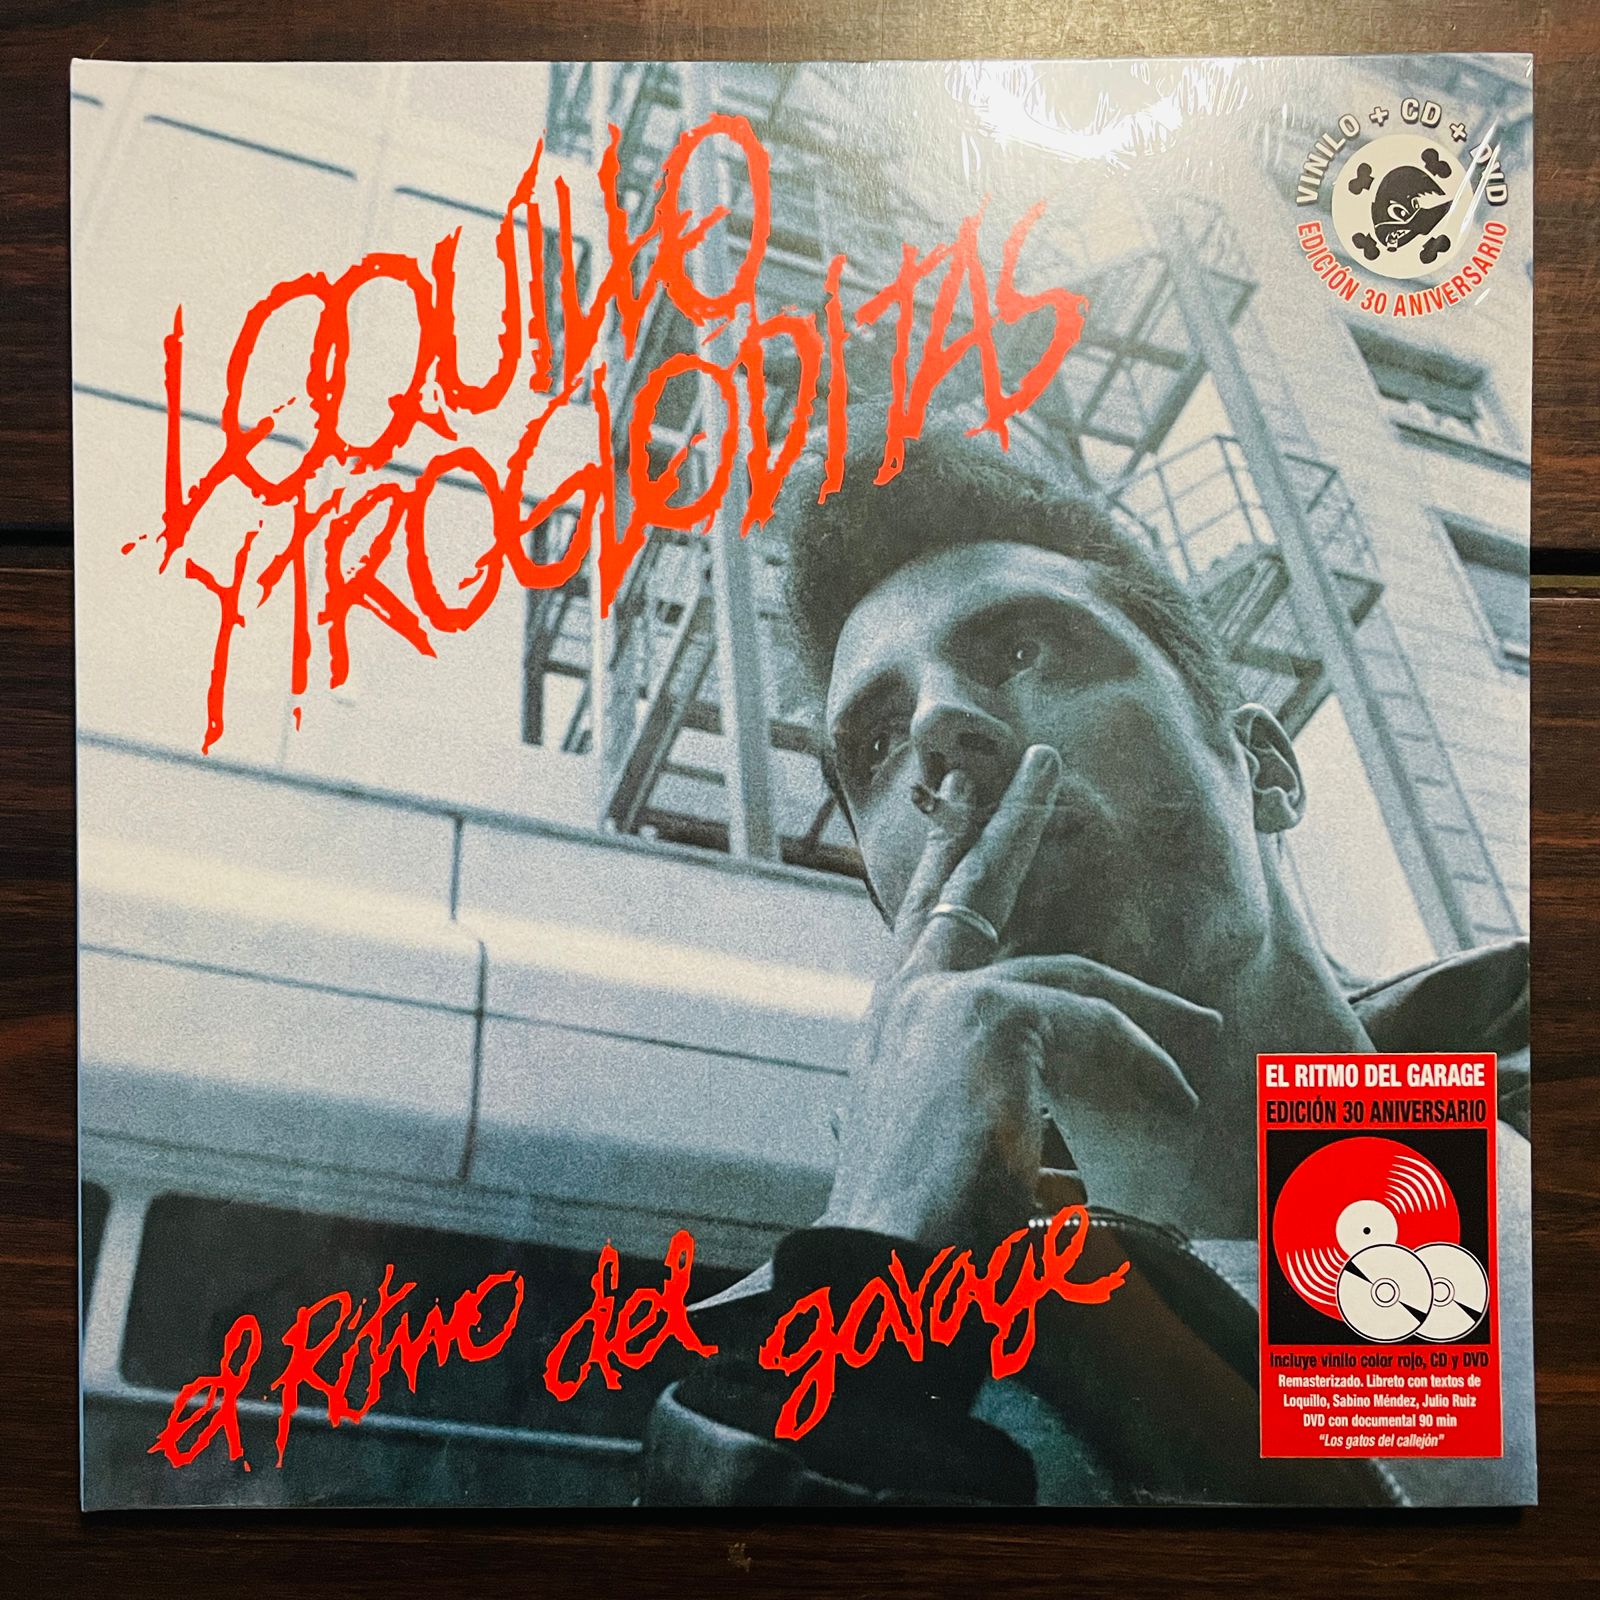 LOQUILLO
Y TROGLODITAS
VINILO + CD + DVD
EDICIÓN 30 ANIVERSARIO
el Ritmo del garage
EL RITMO DEL GARAGE
EDICIÓN 30 ANIVERSARIO
Incluye vinilo color rojo, CD y DVD
Remasterizado. Libreto con textos de
Loquillo, Sabino Méndez, Julio Ruiz
DVD con documental 90 min
"Los gatos del callejón"